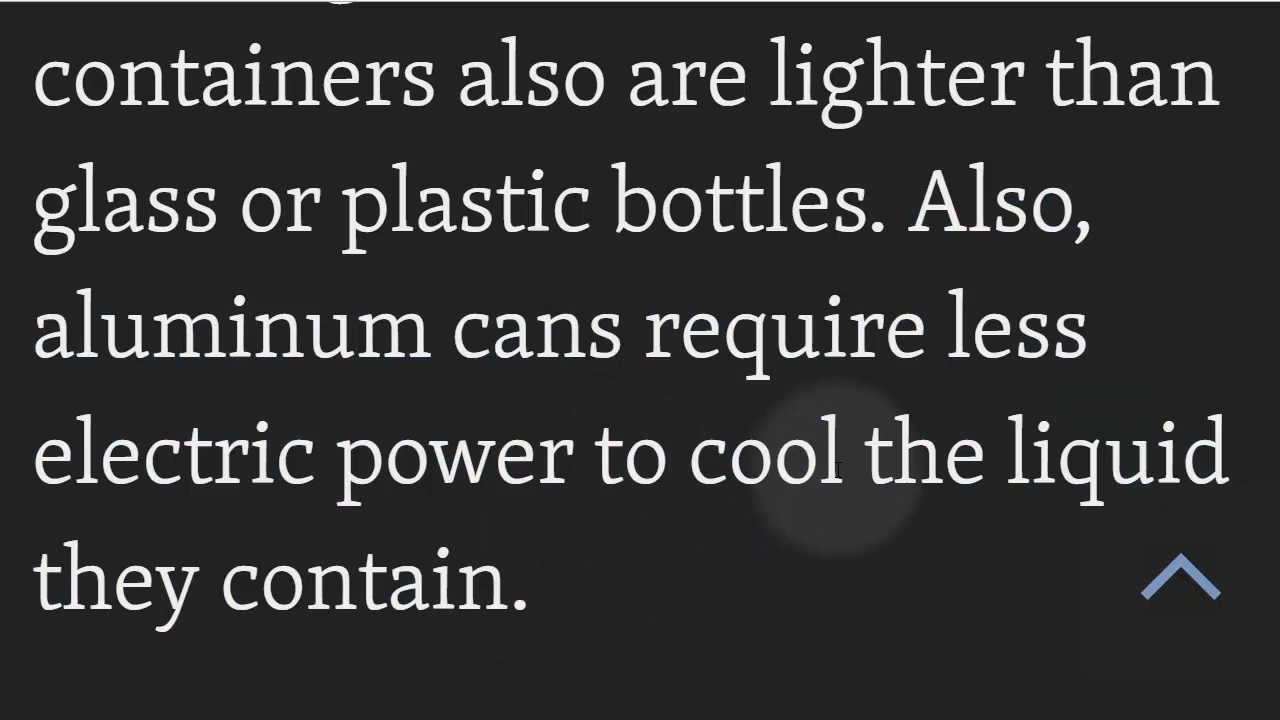 containers also are lighter than
glass or plastic bottles. Also,
aluminum cans require less
electric power to cool the liquid
they contain.